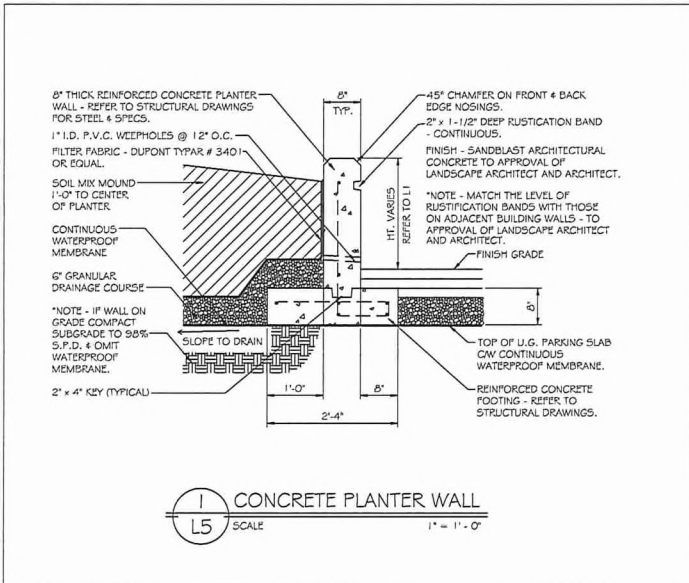 8" THICK REINFORCED CONCRETE PLANTER
WALL - REFER TO STRUCTURAL DRAWINGS
FOR STEEL & SPECS.
1" I.D. P.V.C. WEEPHOLES @ 12" O.C.
FILTER FABRIC - DUPONT TYPAR # 3401
OR EQUAL.
SOIL MIX MOUND
1'-0" TO CENTER
OF PLANTER
CONTINUOUS
WATERPROOF
MEMBRANE
6" GRANULAR
DRAINAGE COURSE
*NOTE - IF WALL ON
GRADE COMPACT
SUBGRADE TO 98%
S.P.D. & OMIT
WATERPROOF
MEMBRANE.
2" x 4" KEY (TYPICAL)
SLOPE TO DRAIN
8"
TYP.
HT. VARIES
REFER TO L1
8"
1'-0"
8"
2'-4"
45° CHAMFER ON FRONT & BACK
EDGE NOSINGS.
2" x 1-1/2" DEEP RUSTICATION BAND
- CONTINUOUS.
FINISH - SANDBLAST ARCHITECTURAL
CONCRETE TO APPROVAL OF
LANDSCAPE ARCHITECT AND ARCHITECT.
*NOTE - MATCH THE LEVEL OF
RUSTIFICATION BANDS WITH THOSE
ON ADJACENT BUILDING WALLS - TO
APPROVAL OF LANDSCAPE ARCHITECT
AND ARCHITECT.
FINISH GRADE
TOP OF U.G. PARKING SLAB
C/W CONTINUOUS
WATERPROOF MEMBRANE.
REINFORCED CONCRETE
FOOTING - REFER TO
STRUCTURAL DRAWINGS.
1
L5
CONCRETE PLANTER WALL
SCALE 1" = 1'-0"